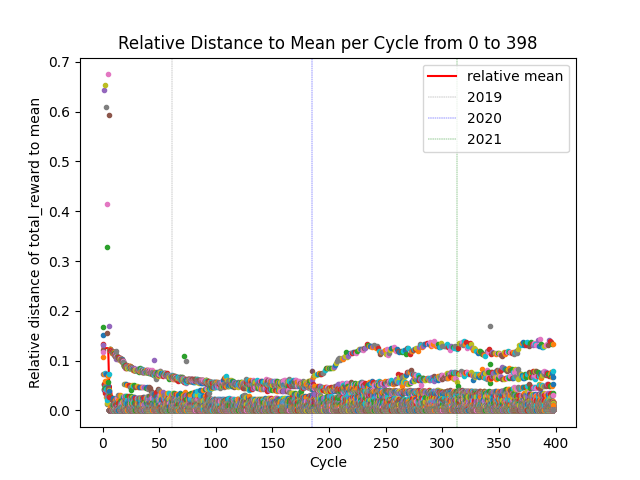 Relative Distance to Mean per Cycle from 0 to 398
relative mean
2019
2020
2021
Relative distance of total_reward to mean
0.7
0.6
0.5
0.4
0.3
0.2
0.1
0.0
0 50 100 150 200 250 300 350 400
Cycle